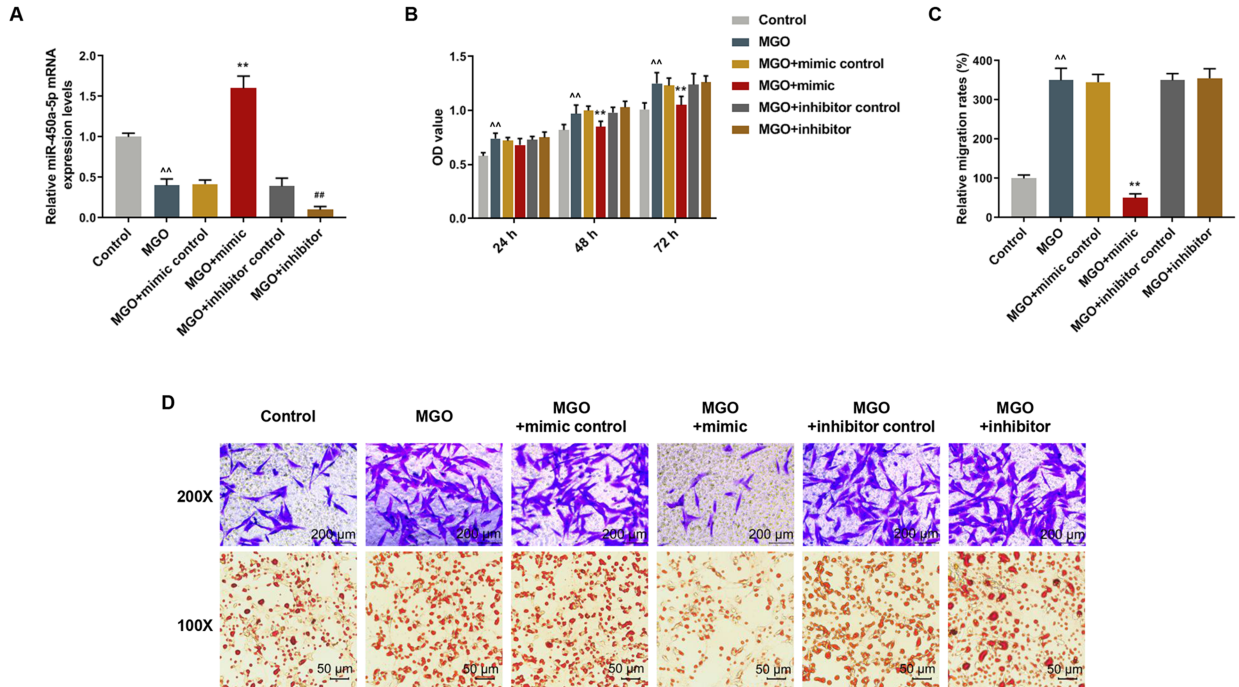 A
Relative miR-450a-5p mRNA
expression levels
2.0
1.5
1.0
0.5
0.0
^^
**
##
Control
MGO
MGO+mimic control
MGO+mimic
MGO+inhibitor control
MGO+inhibitor
B
OD value
1.5
1.0
0.5
0.0
^^
^^
**
^^
**
24 h
48 h
72 h
Control
MGO
MGO+mimic control
MGO+mimic
MGO+inhibitor control
MGO+inhibitor
C
Relative migration rates (%)
400
300
200
100
0
^^
**
Control
MGO
MGO+mimic control
MGO+mimic
MGO+inhibitor control
MGO+inhibitor
D
Control
MGO
MGO
+mimic control
MGO
+mimic
MGO
+inhibitor control
MGO
+inhibitor
200X
200 µm
200 µm
200 µm
200 µm
200 µm
200 µm
100X
50 µm
50 µm
50 µm
50 µm
50 µm
50 µm